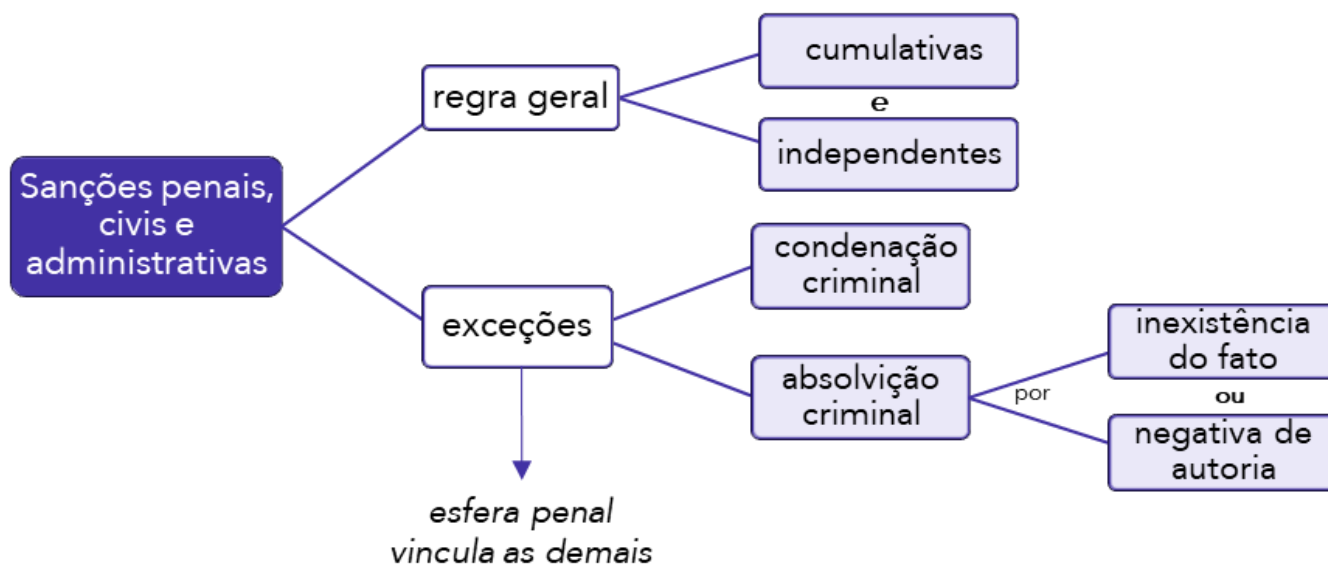 Sanções penais,
civis e
administrativas
regra geral
cumulativas
e
independentes
exceções
condenação
criminal
absolvição
criminal
por
inexistência
do fato
ou
negativa de
autoria
esfera penal
vincula as demais